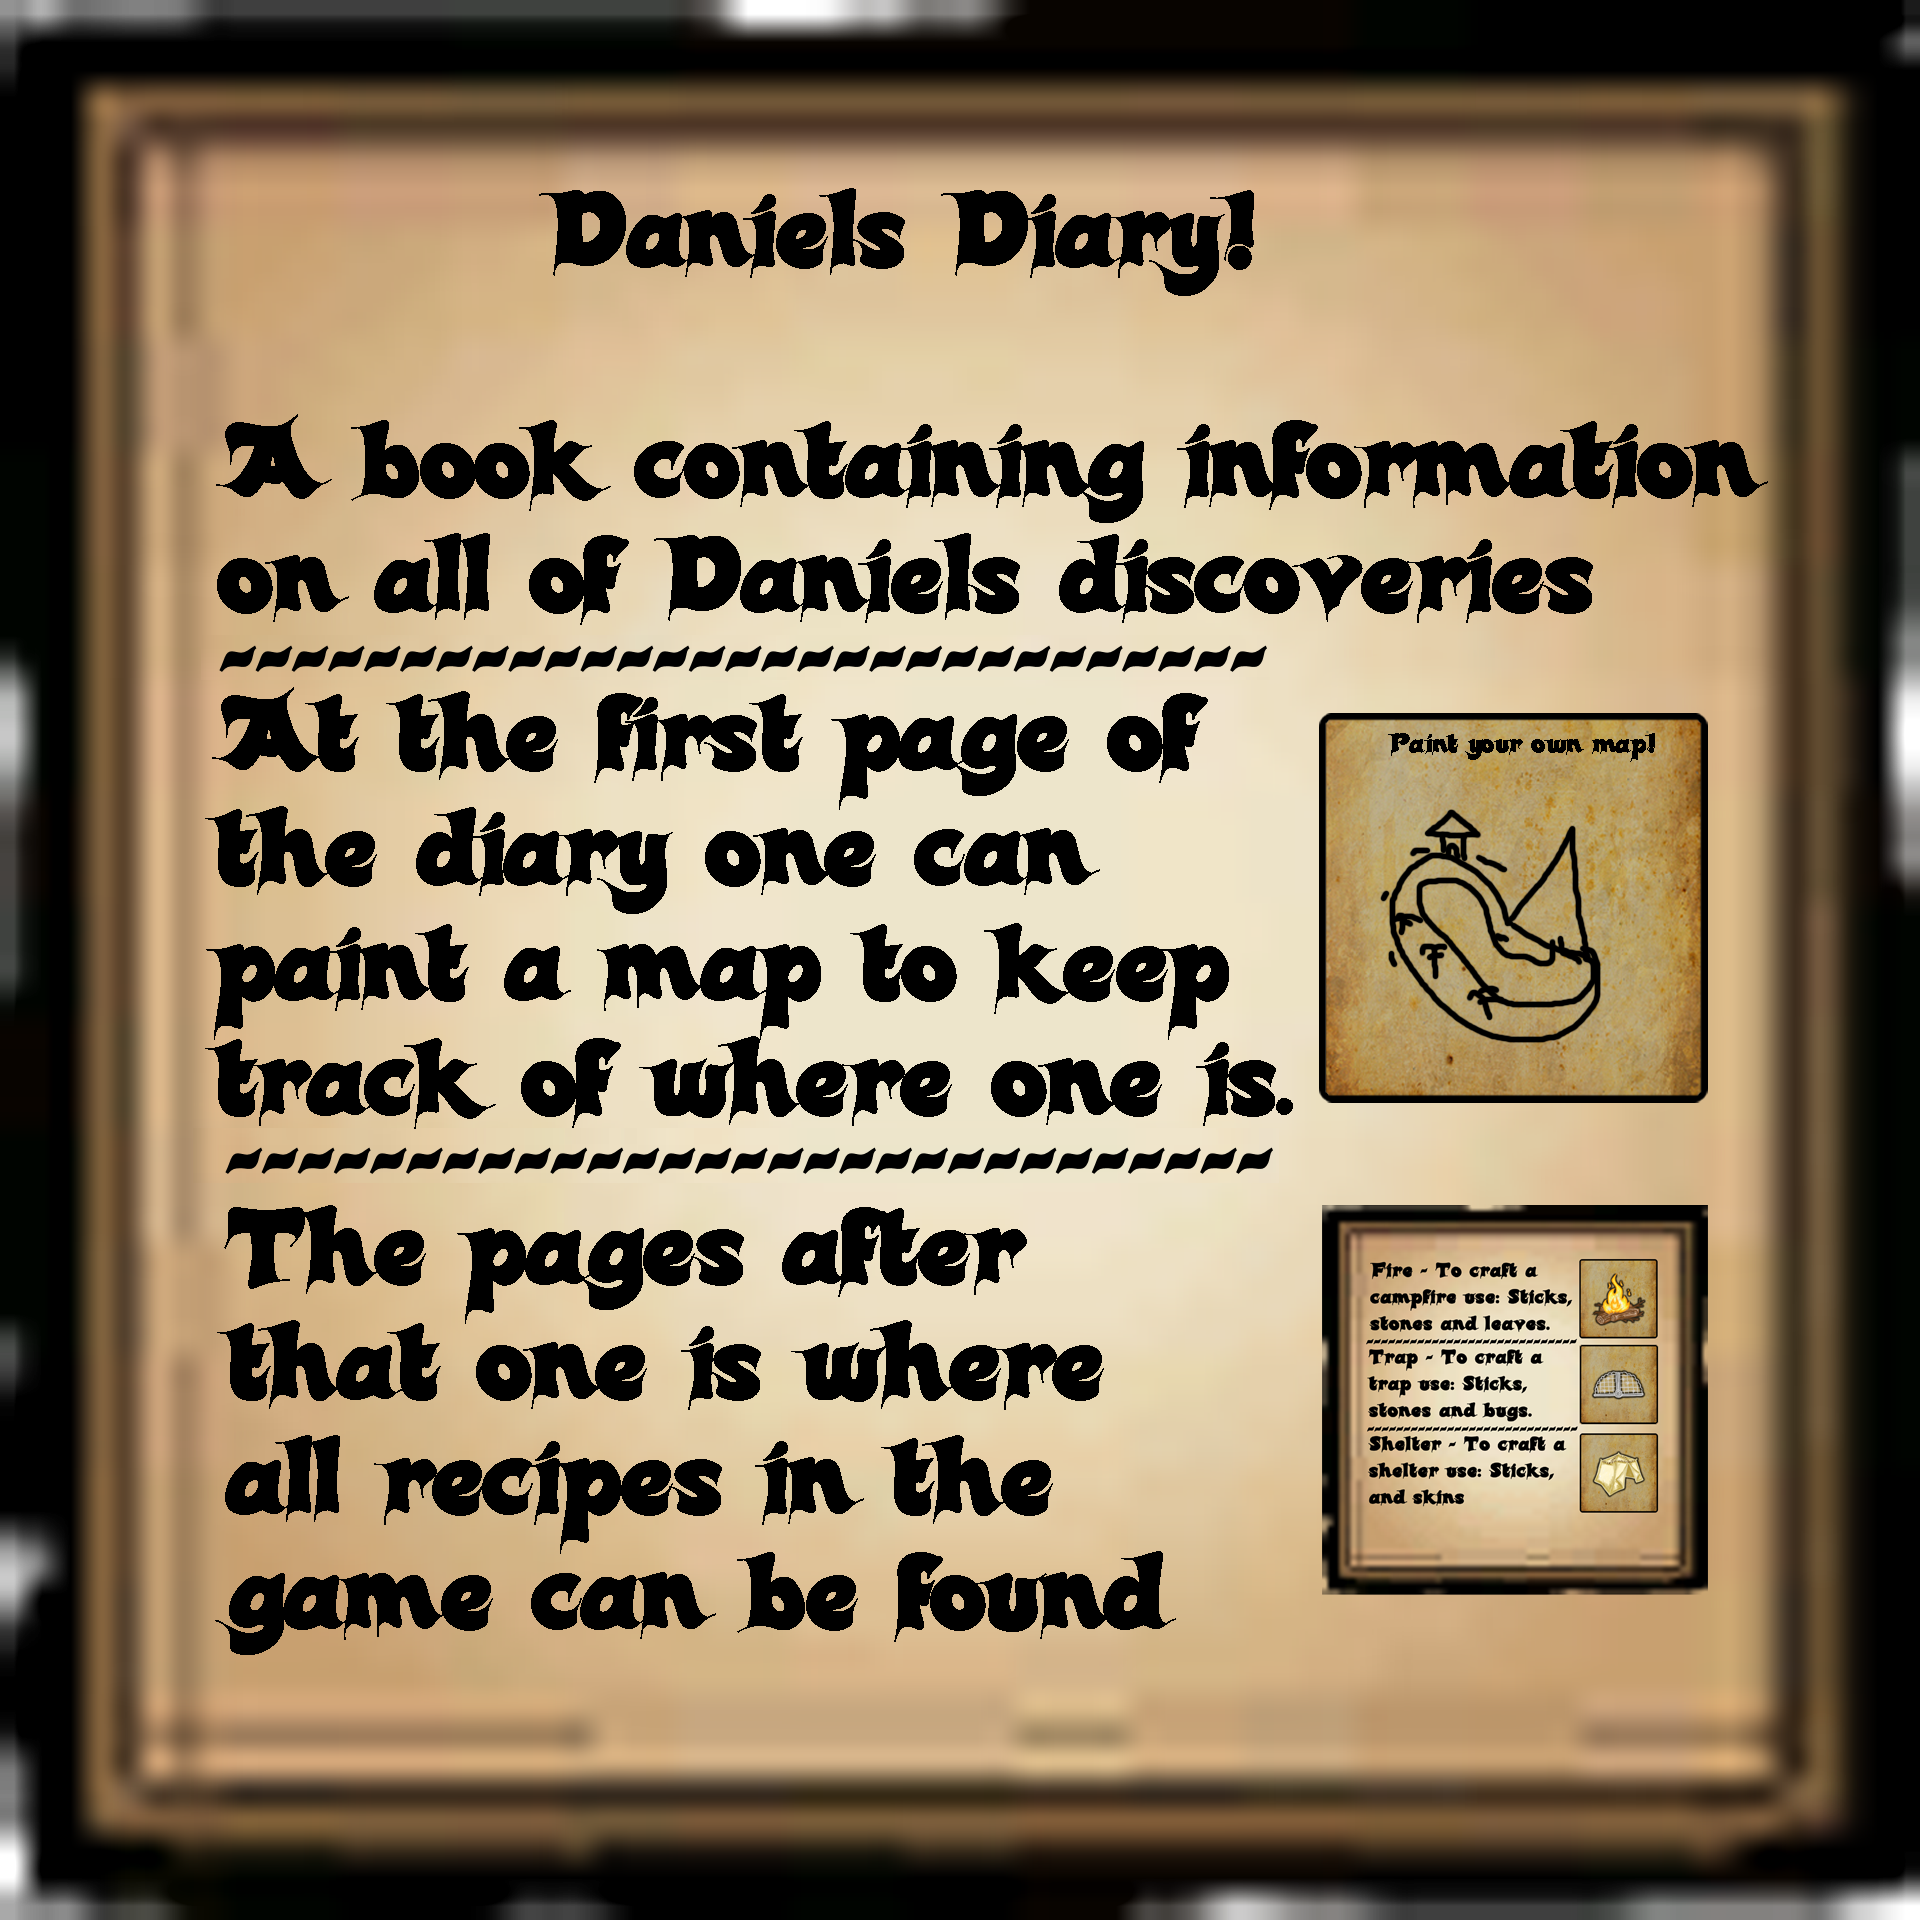 Daniels Diary!
A book containing information
on all of Daniels discoveries
~~~~~~~~~~~~~~~~~~~~~~~~~~~~~
At the first page of
the diary one can
paint a map to keep
track of where one is.
~~~~~~~~~~~~~~~~~~~~~~~~~~~~~
The pages after
that one is where
all recipes in the
game can be found
Paint your own map!
Fire - To craft a
campfire use: Sticks,
stones and leaves.
Trap - To craft a
trap use: Sticks,
stones and bugs.
Shelter - To craft a
shelter use: Sticks,
and skins